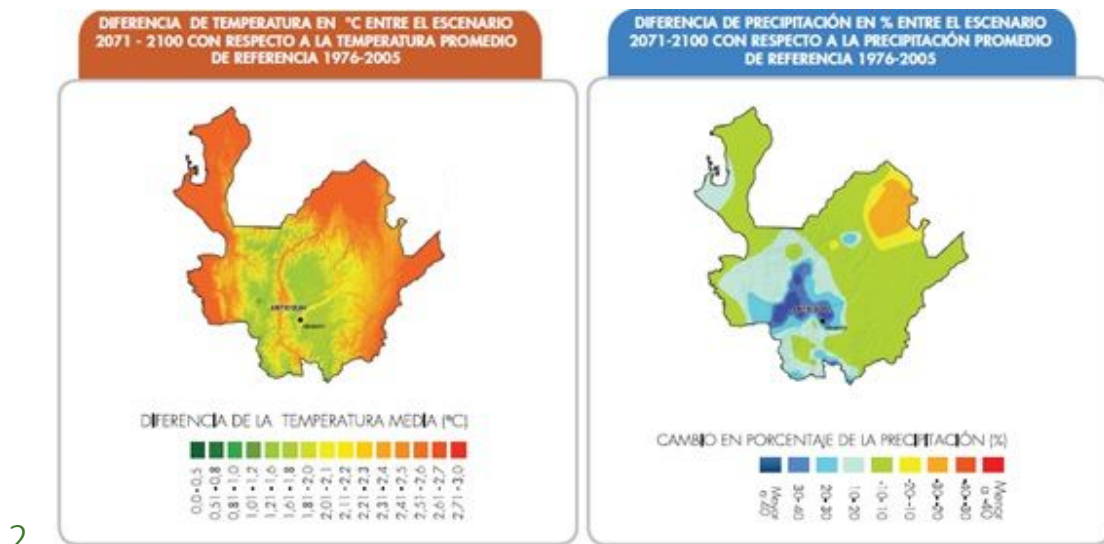 DIFERENCIA DE TEMPERATURA EN °C ENTRE EL ESCENARIO
2071 - 2100 CON RESPECTO A LA TEMPERATURA PROMEDIO
DE REFERENCIA 1976-2005
DIFERENCIA DE LA TEMPERATURA MEDIA (°C)
0,0-0,5
0,51-0,8
0,81-1,0
1,01-1,2
1,21-1,6
1,61-1,8
1,81-2,0
2,01-2,1
2,11-2,2
2,21-2,3
2,31-2,4
2,41-2,5
2,51-2,6
2,61-2,7
2,71-3,0
DIFERENCIA DE PRECIPITACIÓN EN % ENTRE EL ESCENARIO
2071-2100 CON RESPECTO A LA PRECIPITACIÓN PROMEDIO
DE REFERENCIA 1976-2005
CAMBIO EN PORCENTAJE DE LA PRECIPITACIÓN (%)
Mayor
30-40
20-30
10-20
-10-10
-20-10
Menor
2